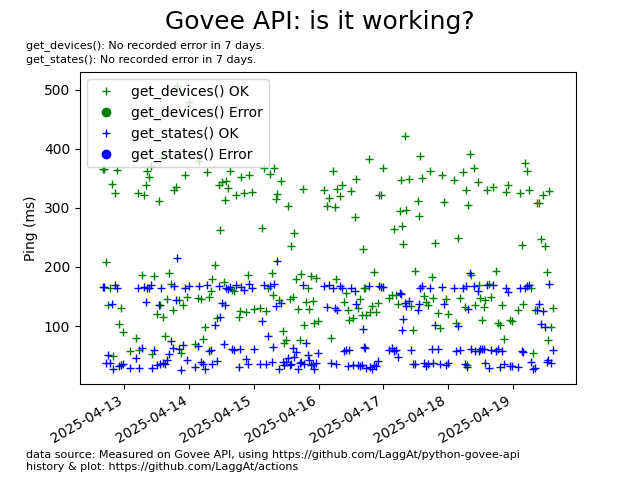 Govee API: is it working?
get_devices(): No recorded error in 7 days.
get_states(): No recorded error in 7 days.
get_devices() OK
get_devices() Error
get_states() OK
get_states() Error
Ping (ms)
500
400
300
200
100
2025-04-13
2025-04-14
2025-04-15
2025-04-16
2025-04-17
2025-04-18
2025-04-19
data source: Measured on Govee API, using https://github.com/LaggAt/python-govee-api
history & plot: https://github.com/LaggAt/actions